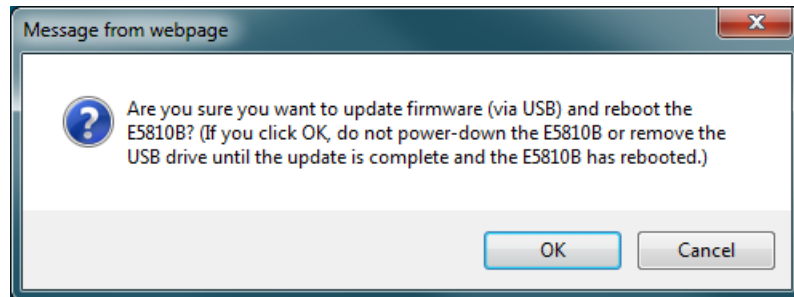 Message from webpage
x
Are you sure you want to update firmware (via USB) and reboot the
E5810B? (If you click OK, do not power-down the E5810B or remove the
USB drive until the update is complete and the E5810B has rebooted.)
?
OK
Cancel